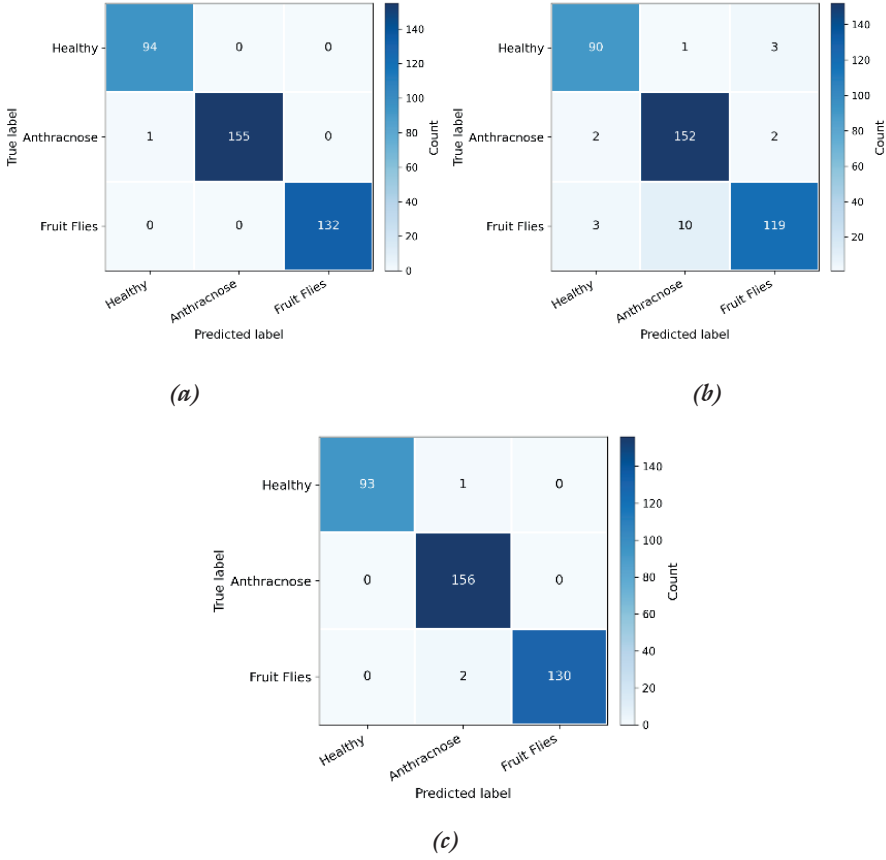 Healthy 94 0 0
Anthracnose 1 155 0
Fruit Flies 0 0 132
True label
Healthy Anthracnose Fruit Flies
Predicted label
140
120
100
80
60
40
20
0
Count
(a)
Healthy 90 1 3
Anthracnose 2 152 2
Fruit Flies 3 10 119
True label
Healthy Anthracnose Fruit Flies
Predicted label
140
120
100
80
60
40
20
Count
(b)
Healthy 93 1 0
Anthracnose 0 156 0
Fruit Flies 0 2 130
True label
Healthy Anthracnose Fruit Flies
Predicted label
140
120
100
80
60
40
20
0
Count
(c)